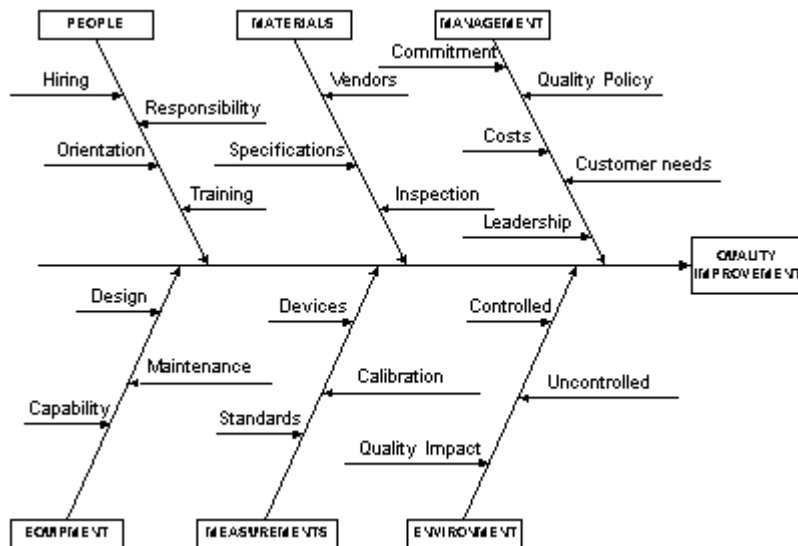 PEOPLE
MATERIALS
MANAGEMENT
Commitment
Hiring
Vendors
Quality Policy
Responsibility
Costs
Orientation
Specifications
Customer needs
Training
Inspection
Leadership
QUALITY
IMPROVEMENT
Design
Devices
Controlled
Maintenance
Calibration
Uncontrolled
Capability
Standards
Quality Impact
EQUIPMENT
MEASUREMENTS
ENVIRONMENT